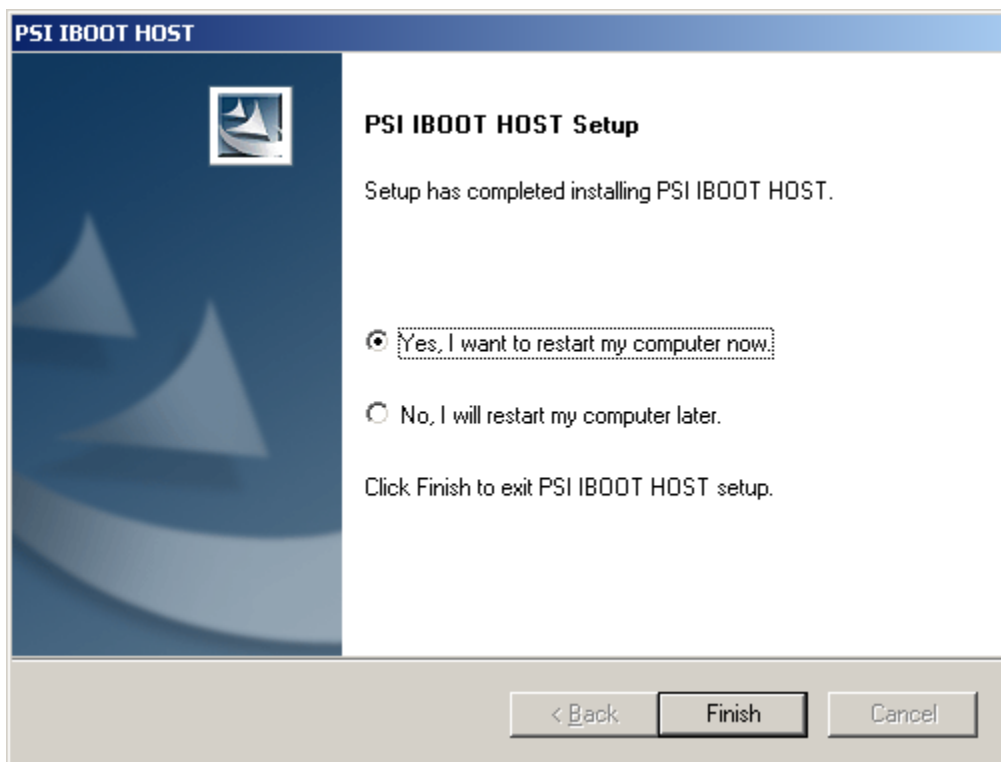 PSI IBOOT HOST
PSI IBOOT HOST Setup
Setup has completed installing PSI IBOOT HOST.
Yes, I want to restart my computer now.
No, I will restart my computer later.
Click Finish to exit PSI IBOOT HOST setup.
< Back
Finish
Cancel